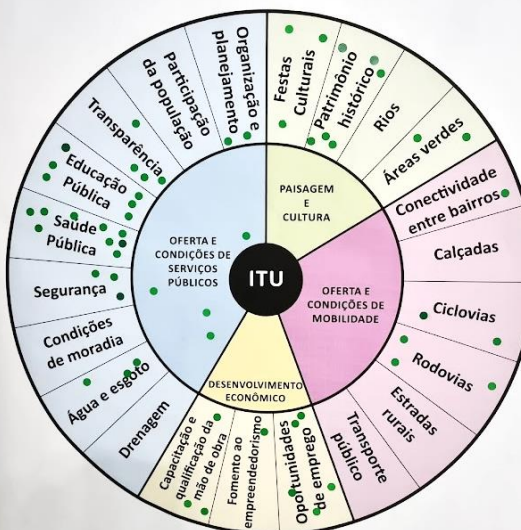 ITU
PAISAGEM
E
CULTURA
OFERTA
E
CONDIÇÕES DE
MOBILIDADE
DESENVOLVIMENTO
ECONÔMICO
OFERTA E
CONDIÇÕES DE
SERVIÇOS
PÚBLICOS
Festas
Culturais
Patrimônio
histórico
Rios
Áreas verdes
Conectividade
entre bairros
Calçadas
Ciclovias
Rodovias
Estradas
rurais
Transporte
público
Oportunidades
de emprego
Fomento ao
empreendedorismo
Capacitação e
qualificação da
mão de obra
Drenagem
Água e esgoto
Condições
de moradia
Segurança
Saúde
Pública
Educação
Pública
Transparência
Participação
da população
Organização e
planejamento